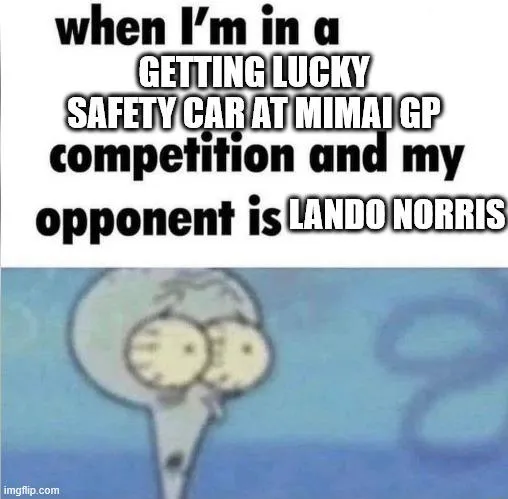 when I'm in a
GETTING LUCKY
SAFETY CAR AT MIMAI GP
competition and my
opponent is LANDO NORRIS
imgflip.com